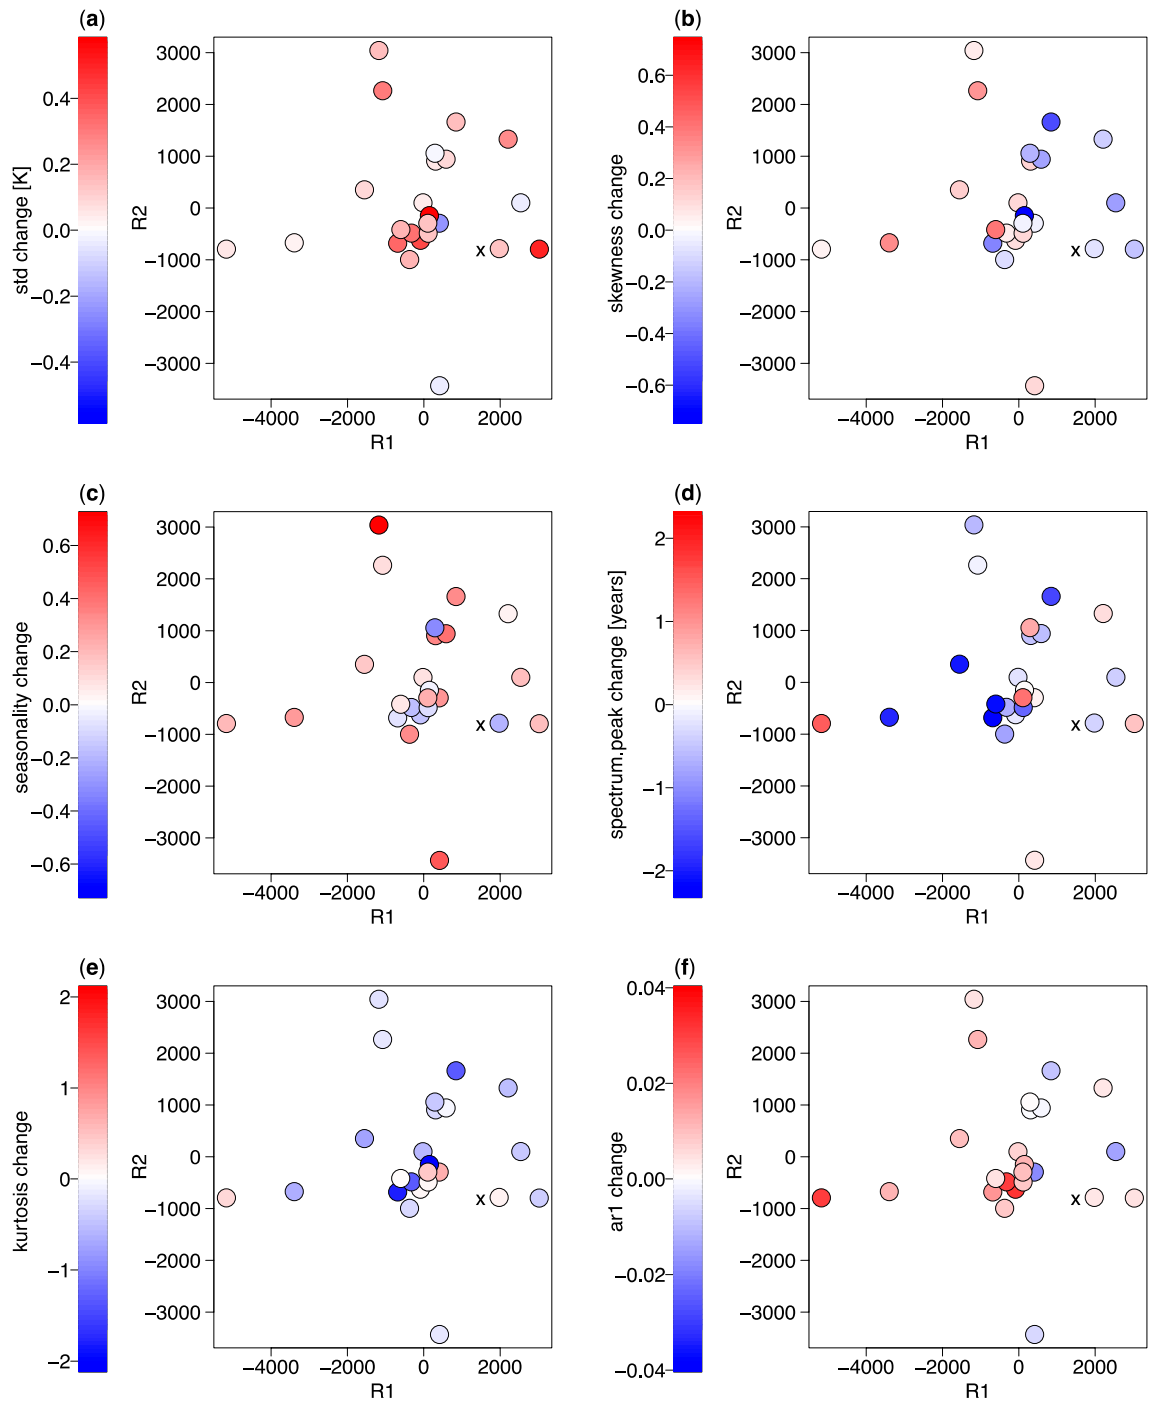 (a)
std change [K]
0.4
0.2
0.0
−0.2
−0.4
R2
3000
2000
1000
0
−1000
−2000
−3000
x
−4000 −2000 0 2000
R1
(b)
skewness change
0.6
0.4
0.2
0.0
−0.2
−0.4
−0.6
R2
3000
2000
1000
0
−1000
−2000
−3000
x
−4000 −2000 0 2000
R1
(c)
seasonality change
0.6
0.4
0.2
0.0
−0.2
−0.4
−0.6
R2
3000
2000
1000
0
−1000
−2000
−3000
x
−4000 −2000 0 2000
R1
(d)
spectrum.peak change [years]
2
1
0
−1
−2
R2
3000
2000
1000
0
−1000
−2000
−3000
x
−4000 −2000 0 2000
R1
(e)
kurtosis change
2
1
0
−1
−2
R2
3000
2000
1000
0
−1000
−2000
−3000
x
−4000 −2000 0 2000
R1
(f)
ar1 change
0.04
0.02
0.00
−0.02
−0.04
R2
3000
2000
1000
0
−1000
−2000
−3000
x
−4000 −2000 0 2000
R1